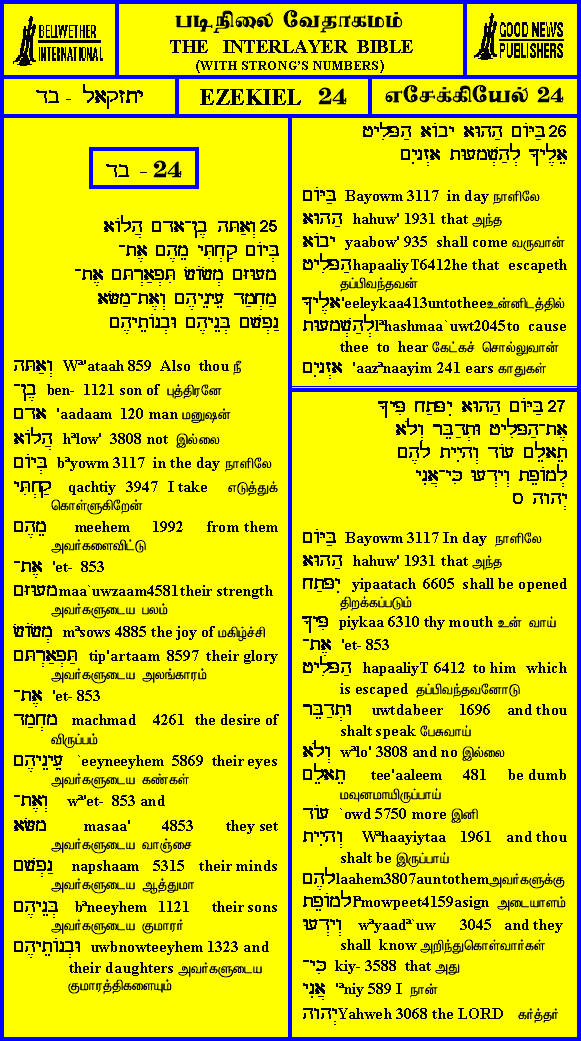 BELLWETHER
INTERNATIONAL
படிநிலை வேதாகமம்
THE INTERLAYER BIBLE
(WITH STRONG'S NUMBERS)
GOOD NEWS
PUBLISHERS
יחזקאל - כד
EZEKIEL 24
எசேக்கியேல் 24
כד - 24
25 וְאַתָּה בֶן־אָדָם הֲלוֹא
בְּיוֹם קַחְתִּי מֵהֶם אֶת־
מָעוּזָּם מְשׂוֹשׂ תִּפְאַרְתָּם אֶת־
מַחְמַד עֵינֵיהֶם וְאֶת־מַשָּׂא
נַפְשָׁם בְּנֵיהֶם וּבְנוֹתֵיהֶם
וְאַתָּה Wª'ataah 859 Also thou நீ
בֶן־ ben- 1121 son of புத்திரனே
אָדָם 'aadaam 120 man மனுஷன்
הֲלוֹא hªlow' 3808 not இல்லை
בְּיוֹם bªyowm 3117 in the day நாளிலே
קַחְתִּי qachtiy 3947 I take எடுத்துக்
கொள்ளுகிறேன்
מֵהֶם meehem 1992 from them
அவர்களைவிட்டு
אֶת־ 'et- 853
מָעוּזָּם maa`uwzaam4581their strength
அவர்களுடைய பலம்
מְשׂוֹשׂ mªsows 4885 the joy of மகிழ்ச்சி
תִּפְאַרְתָּם tip'artaam 8597 their glory
அவர்களுடைய அலங்காரம்
אֶת־ 'et- 853
מַחְמַד machmad 4261 the desire of
விருப்பம்
עֵינֵיהֶם `eeyneeyhem 5869 their eyes
அவர்களுடைய கண்கள்
וְאֶת־ wª'et- 853 and
מַשָּׂא masaa' 4853 they set
அவர்களுடைய வாஞ்சை
נַפְשָׁם napshaam 5315 their minds
அவர்களுடைய ஆத்துமா
בְּנֵיהֶם bªneeyhem 1121 their sons
அவர்களுடைய குமாரர்
וּבְנוֹתֵיהֶם uwbnowteeyhem 1323 and
their daughters அவர்களுடைய
குமாரத்திகளையும்
26 בַּיּוֹם הַהוּא יָבוֹא הַפָּלִיט
אֵלֶיךָ לְהַשְׁמָעוּת אָזְנָיִם
בַּיּוֹם Bayowm 3117 in day நாளிலே
הַהוּא hahuw' 1931 that அந்த
יָבוֹא yaabow' 935 shall come வருவான்
הַפָּלִיט hapaaliyT6412he that escapeth
தப்பிவந்தவன்
אֵלֶיךָ 'eeleykaa413untotheeஉன்னிடத்தில்
לְהַשְׁמָעוּת lªhashmaa`uwt2045to cause
thee to hear கேட்கச் சொல்லுவான்
אָזְנָיִם 'aazªnaayim 241 ears காதுகள்
27 בַּיּוֹם הַהוּא יִפָּתַח פִּיךָ
אֶת־הַפָּלִיט וּתְדַבֵּר וְלֹא
תֵאָלֵם עוֹד וְהָיִיתָ לָהֶם
לְמוֹפֵת וְיָדְעוּ כִּי־אֲנִי
יְהוָה ס
בַּיּוֹם Bayowm 3117 In day நாளிலே
הַהוּא hahuw' 1931 that அந்த
יִפָּתַח yipaatach 6605 shall be opened
திறக்கப்படும்
פִּיךָ piykaa 6310 thy mouth உன் வாய்
אֶת־ 'et- 853
הַפָּלִיט hapaaliyT 6412 to him which
is escaped தப்பிவந்தவனோடு
וּתְדַבֵּר uwtdabeer 1696 and thou
shalt speak பேசுவாய்
וְלֹא wªlo' 3808 and no இல்லை
תֵאָלֵם tee'aaleem 481 be dumb
மவுனமாயிருப்பாய்
עוֹד `owd 5750 more இனி
וְהָיִיתָ Wªhaayiytaa 1961 and thou
shalt be இருப்பாய்
לָהֶם laahem3807auntothemஅவர்களுக்கு
לְמוֹפֵת lªmowpeet4159asign அடையாளம்
וְיָדְעוּ wªyaadª`uw 3045 and they
shall know அறிந்துகொள்வார்கள்
כִּי־ kiy- 3588 that அது
אֲנִי 'ªniy 589 I நான்
יְהוָה Yahweh 3068 the LORD கர்த்தர்